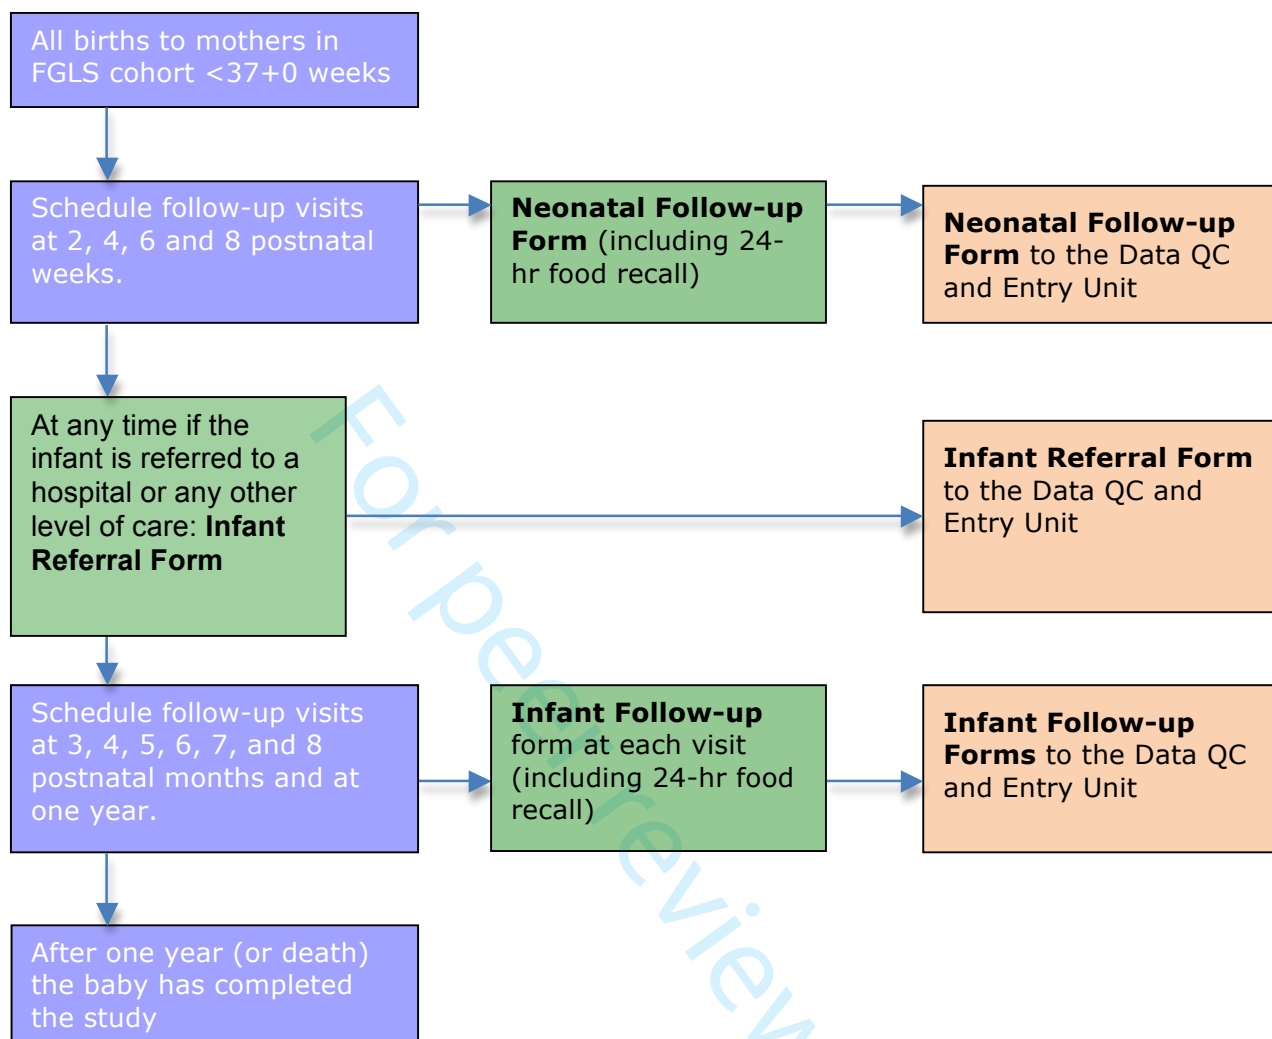 All births to mothers in
FGLS cohort <37+0 weeks
Schedule follow-up visits
at 2, 4, 6 and 8 postnatal
weeks.
Neonatal Follow-up
Form (including 24-
hr food recall)
Neonatal Follow-up
Form to the Data QC
and Entry Unit
At any time if the
infant is referred to a
hospital or any other
level of care: Infant
Referral Form
Infant Referral Form
to the Data QC and
Entry Unit
Schedule follow-up visits
at 3, 4, 5, 6, 7, and 8
postnatal months and at
one year.
Infant Follow-up
form at each visit
(including 24-hr food
recall)
Infant Follow-up
Forms to the Data QC
and Entry Unit
After one year (or death)
the baby has completed
the study
For peer review